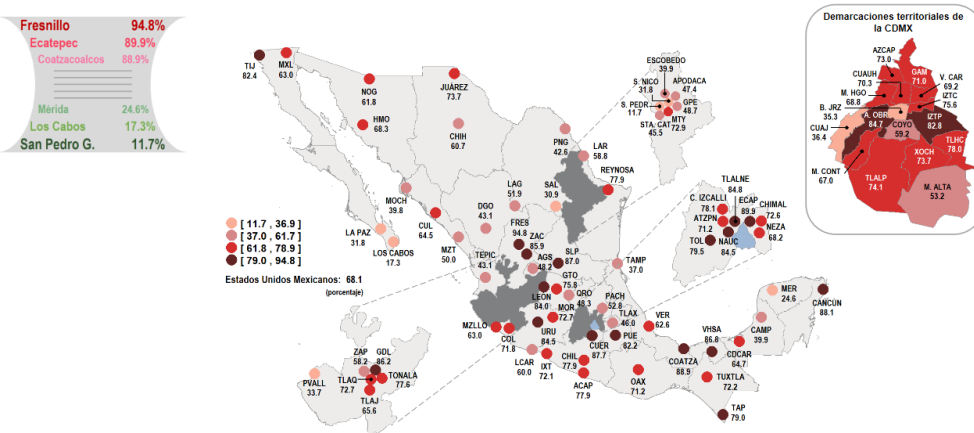 Fresnillo 94.8%
Ecatepec 89.9%
Coatzacoalcos 88.9%
Mérida 24.6%
Los Cabos 17.3%
San Pedro G. 11.7%
TIJ
82.4
MXL
63.0
NOG
61.8
HMO
68.3
JUÁREZ
73.7
CHIH
60.7
MOCH
39.8
CUL
64.5
LA PAZ
31.8
LOS CABOS
17.3
MZT
50.0
DGO
43.1
LAG
51.9
SAL
30.9
PNG
42.6
LAR
58.8
REYNOSA
77.9
FRES
94.8
ZAC
85.9
AGS
48.2
SLP
87.0
TEPIC
43.1
GTO
75.8
LEÓN
84.0
QRO
48.3
MOR
72.7
PACH
52.8
TLAX
46.0
TAMP
37.0
MZLLO
63.0
COL
71.8
URU
84.5
LCAR
60.0
IXT
72.1
CHIL
77.9
ACAP
77.9
CUER
87.7
PUE
82.2
VER
62.6
OAX
71.2
COATZA
88.9
VHSA
86.8
CDCAR
64.7
TUXTLA
72.2
TAP
79.0
CAMP
39.9
MER
24.6
CANCÚN
88.1
[ 11.7 , 36.9 ]
[ 37.0 , 61.7 ]
[ 61.8 , 78.9 ]
[ 79.0 , 94.8 ]
Estados Unidos Mexicanos: 68.1
(porcentaje)
ZAP
58.2
GDL
86.2
TLAQ
72.7
TONALA
77.6
PVALL
33.7
TLAJ
65.6
ESCOBEDO
39.9
S. NICO
31.8
APODACA
47.4
S. PEDR
11.7
GPE
48.7
STA. CAT
45.5
MTY
72.9
TLALNE
84.8
C. IZCALLI
78.1
ECAP
89.9
CHIMAL
72.6
ATZPN
71.2
NEZA
68.2
TOL
79.5
NAUC
84.5
Demarcaciones territoriales de
la CDMX
AZCAP
73.0
GAM
71.0
CUAUH
70.3
V. CAR
69.2
M. HGO
68.8
IZTC
75.6
B. JRZ
35.3
A. OBR
84.7
COYO
59.2
IZTP
82.8
CUAJ
36.4
TLHC
78.0
XOCH
73.7
M. CONT
67.0
TLALP
74.1
M. ALTA
53.2